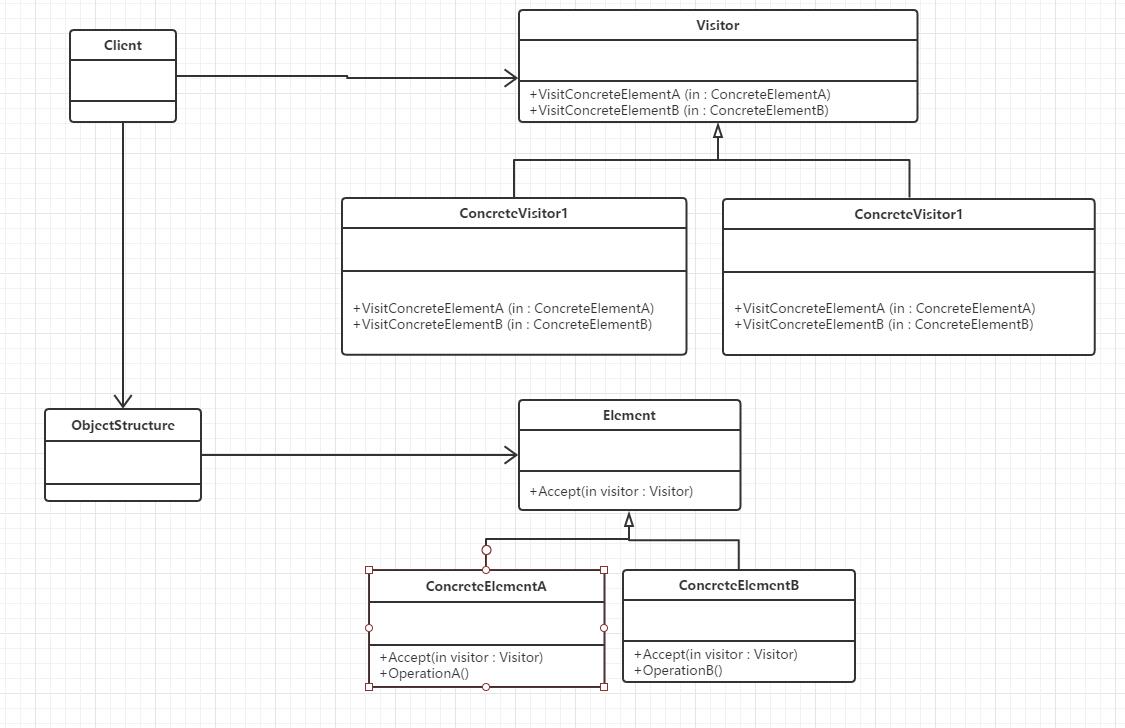 Client
Visitor
+VisitConcreteElementA (in : ConcreteElementA)
+VisitConcreteElementB (in : ConcreteElementB)
ConcreteVisitor1
+VisitConcreteElementA (in : ConcreteElementA)
+VisitConcreteElementB (in : ConcreteElementB)
ConcreteVisitor1
+VisitConcreteElementA (in : ConcreteElementA)
+VisitConcreteElementB (in : ConcreteElementB)
ObjectStructure
Element
+Accept(in visitor : Visitor)
ConcreteElementA
+Accept(in visitor : Visitor)
+OperationA()
ConcreteElementB
+Accept(in visitor : Visitor)
+OperationB()